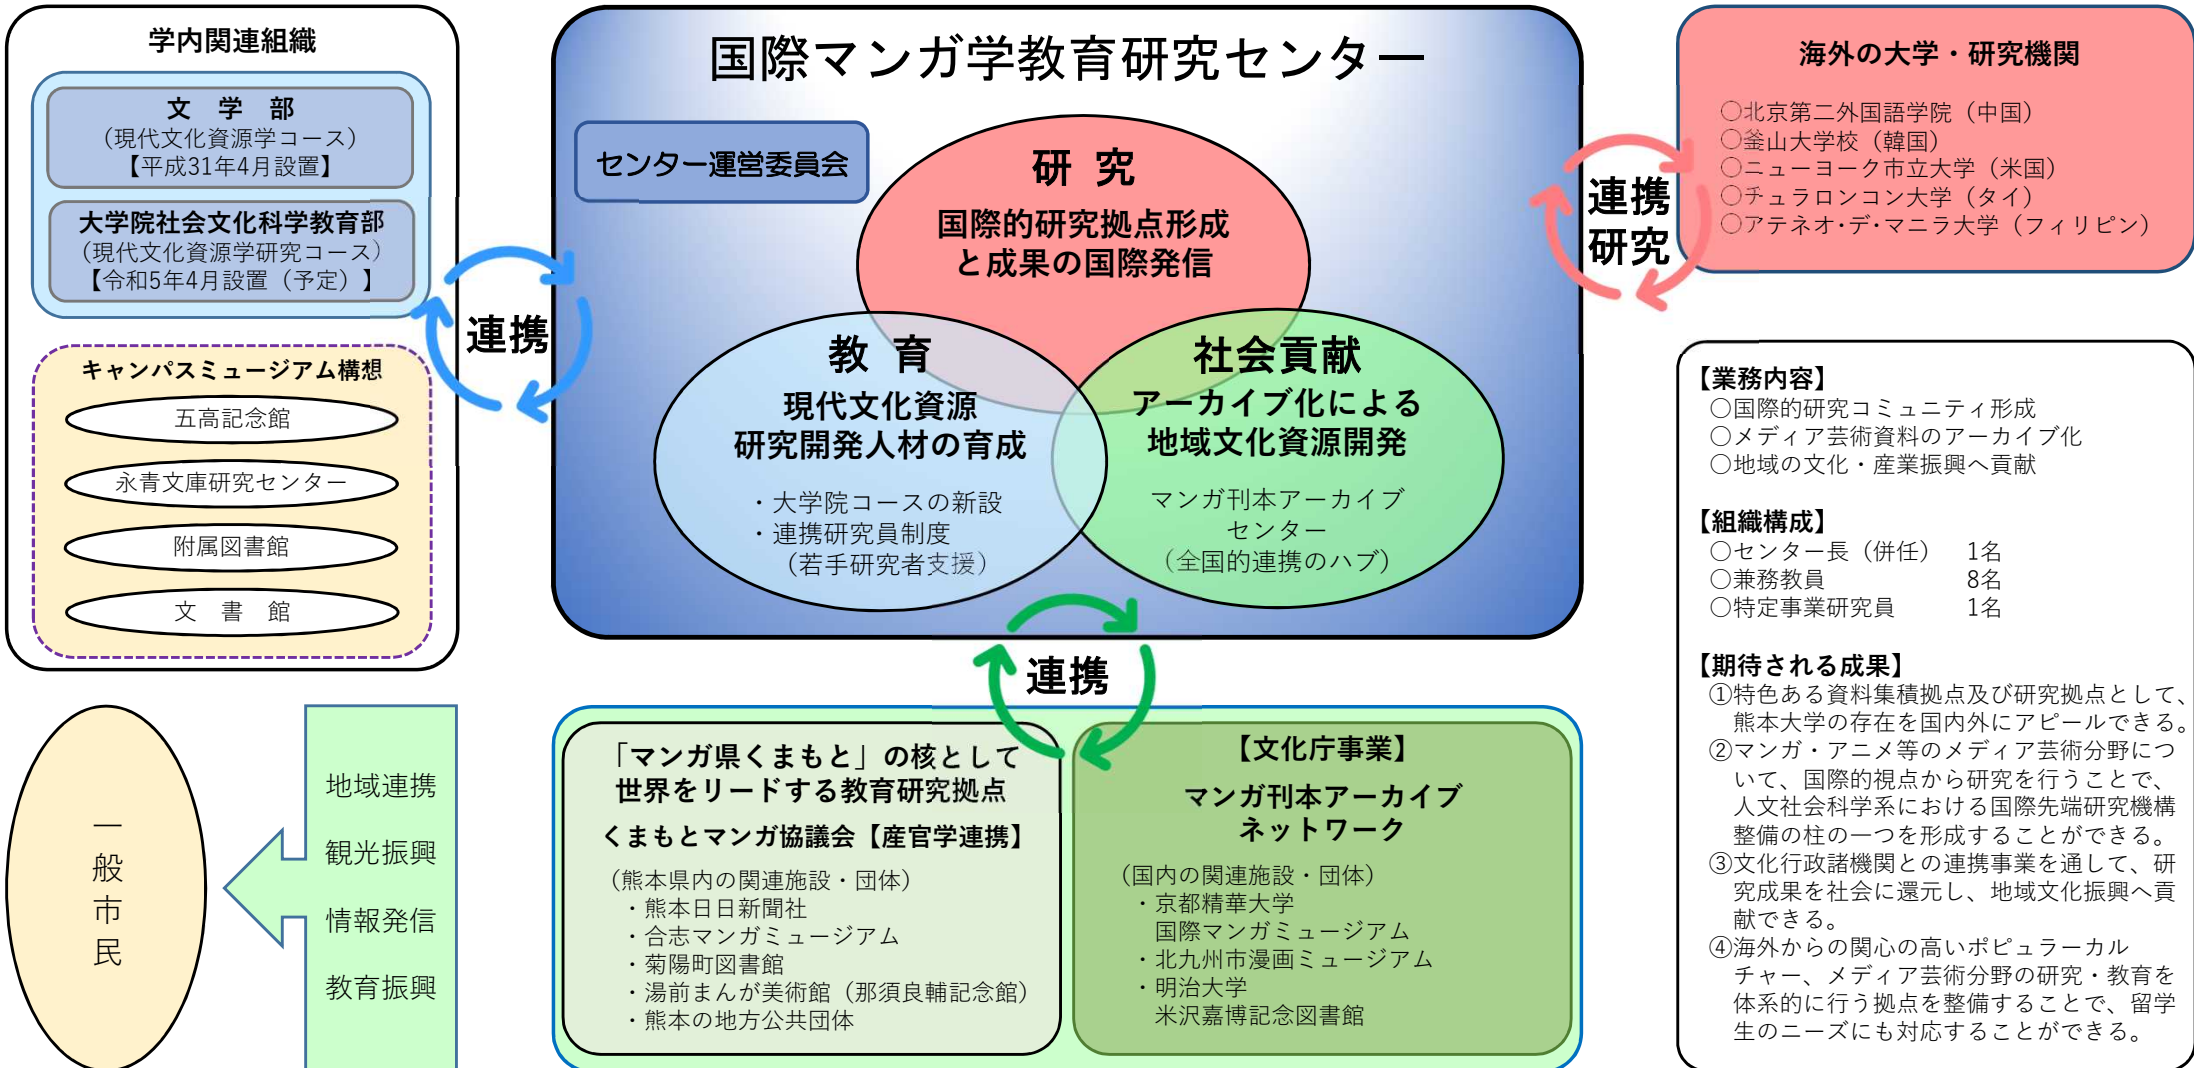 学内関連組織
文　学　部
（現代文化資源学コース）
【平成31年4月設置】
大学院社会文化科学教育部
（現代文化資源学研究コース）
【令和5年4月設置（予定）】
キャンパスミュージアム構想
五高記念館
永青文庫研究センター
附属図書館
文　書　館
連携
国際マンガ学教育研究センター
センター運営委員会
研 究
国際的研究拠点形成
と成果の国際発信
教 育
現代文化資源
研究開発人材の育成
・大学院コースの新設
・連携研究員制度
（若手研究者支援）
社会貢献
アーカイブ化による
地域文化資源開発
マンガ刊本アーカイブ
センター
（全国的連携のハブ）
連携
研究
海外の大学・研究機関
○北京第二外国語学院（中国）
○釜山大学校（韓国）
○ニューヨーク市立大学（米国）
○チュラロンコン大学（タイ）
○アテネオ・デ・マニラ大学（フィリピン）
【業務内容】
○国際的研究コミュニティ形成
○メディア芸術資料のアーカイブ化
○地域の文化・産業振興へ貢献
【組織構成】
○センター長（併任）　1名
○兼務教員　8名
○特定事業研究員　1名
【期待される成果】
①特色ある資料集積拠点及び研究拠点として、
熊本大学の存在を国内外にアピールできる。
②マンガ・アニメ等のメディア芸術分野につ
いて、国際的視点から研究を行うことで、
人文社会科学系における国際先端研究機構
整備の柱の一つを形成することができる。
③文化行政諸機関との連携事業を通して、研
究成果を社会に還元し、地域文化振興へ貢
献できる。
④海外からの関心の高いポピュラーカル
チャー、メディア芸術分野の研究・教育を
体系的に行う拠点を整備することで、留学
生のニーズにも対応することができる。
連携
「マンガ県くまもと」の核として
世界をリードする教育研究拠点
くまもとマンガ協議会【産官学連携】
（熊本県内の関連施設・団体）
・熊本日日新聞社
・合志マンガミュージアム
・菊陽町図書館
・湯前まんが美術館（那須良輔記念館）
・熊本の地方公共団体
【文化庁事業】
マンガ刊本アーカイブ
ネットワーク
（国内の関連施設・団体）
・京都精華大学
国際マンガミュージアム
・北九州市漫画ミュージアム
・明治大学
米沢嘉博記念図書館
地域連携
観光振興
情報発信
教育振興
一般市民